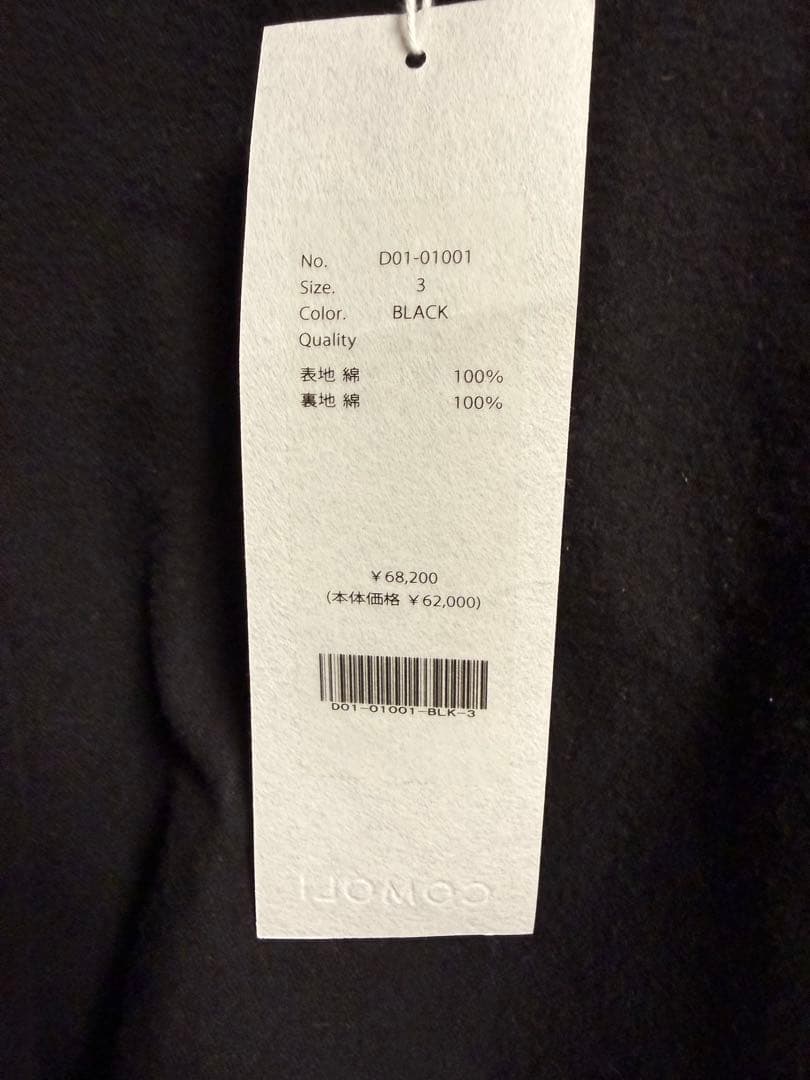 No. D01-01001
Size. 3
Color. BLACK
Quality
表地 綿 100%
裏地 綿 100%
￥68,200
(本体価格 ￥62,000)
D01-01001-BLK-3
COMOLI